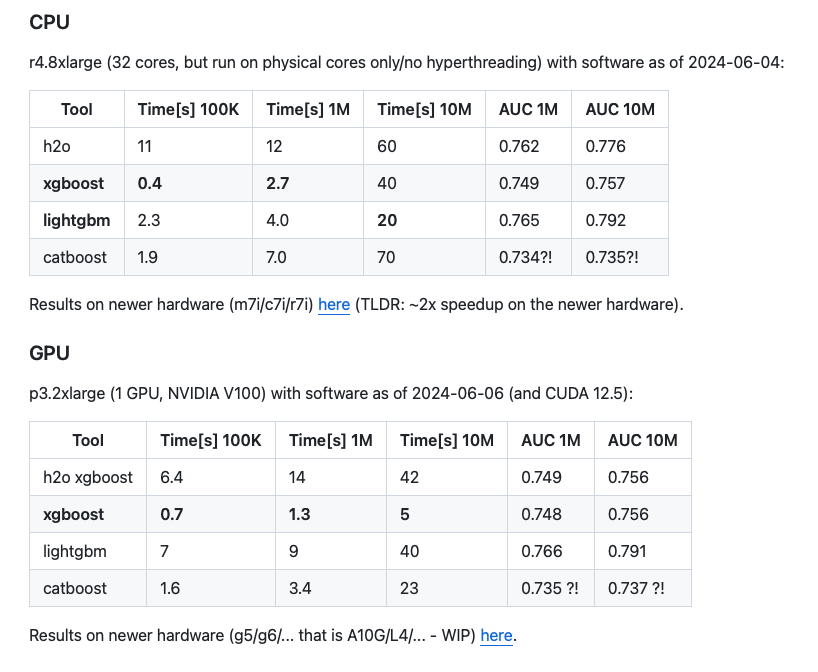 CPU
r4.8xlarge (32 cores, but run on physical cores only/no hyperthreading) with software as of 2024-06-04:
Tool Time[s] 100K Time[s] 1M Time[s] 10M AUC 1M AUC 10M
h2o 11 12 60 0.762 0.776
xgboost 0.4 2.7 40 0.749 0.757
lightgbm 2.3 4.0 20 0.765 0.792
catboost 1.9 7.0 70 0.734?! 0.735?!
Results on newer hardware (m7i/c7i/r7i) here (TLDR: ~2x speedup on the newer hardware).
GPU
p3.2xlarge (1 GPU, NVIDIA V100) with software as of 2024-06-06 (and CUDA 12.5):
Tool Time[s] 100K Time[s] 1M Time[s] 10M AUC 1M AUC 10M
h2o xgboost 6.4 14 42 0.749 0.756
xgboost 0.7 1.3 5 0.748 0.756
lightgbm 7 9 40 0.766 0.791
catboost 1.6 3.4 23 0.735 ?! 0.737 ?!
Results on newer hardware (g5/g6/... that is A10G/L4/... - WIP) here.